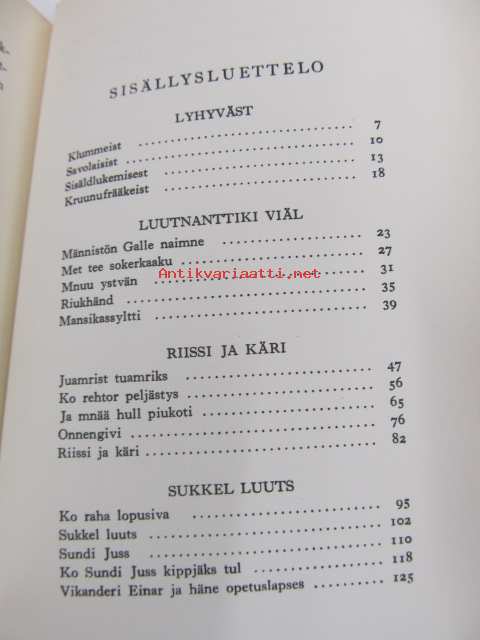 SISÄLLYSLUETTELO
LYHYVÄST
Klummeist ................................ 7
Savolaisist ................................ 10
Sisäldlukemisest ................................ 13
Kruunufrääkeist ................................ 18
LUUTNANTTIKI VIÄL
Männistön Galle naimne .................... 23
Met tee sokerkaaku .................... 27
Antikvariaatti.net
Mnuu ystvän .................... 31
Riukhänd .................... 35
Mansikassyltti .................... 39
RIISSI JA KÄRI
Juamrist tuamriks .................... 47
Ko rehtor peljästys .................... 56
Ja mnää hull piukoti .................... 65
Onnengivi .................... 76
Riissi ja käri .................... 82
SUKKEL LUUTS
Ko raha lopusiva .................... 95
Sukkel luuts .................... 102
Sundi Juss .................... 110
Ko Sundi Juss kippjäks tul .................... 118
Vikanderi Einar ja häne opetuslapses ............ 125